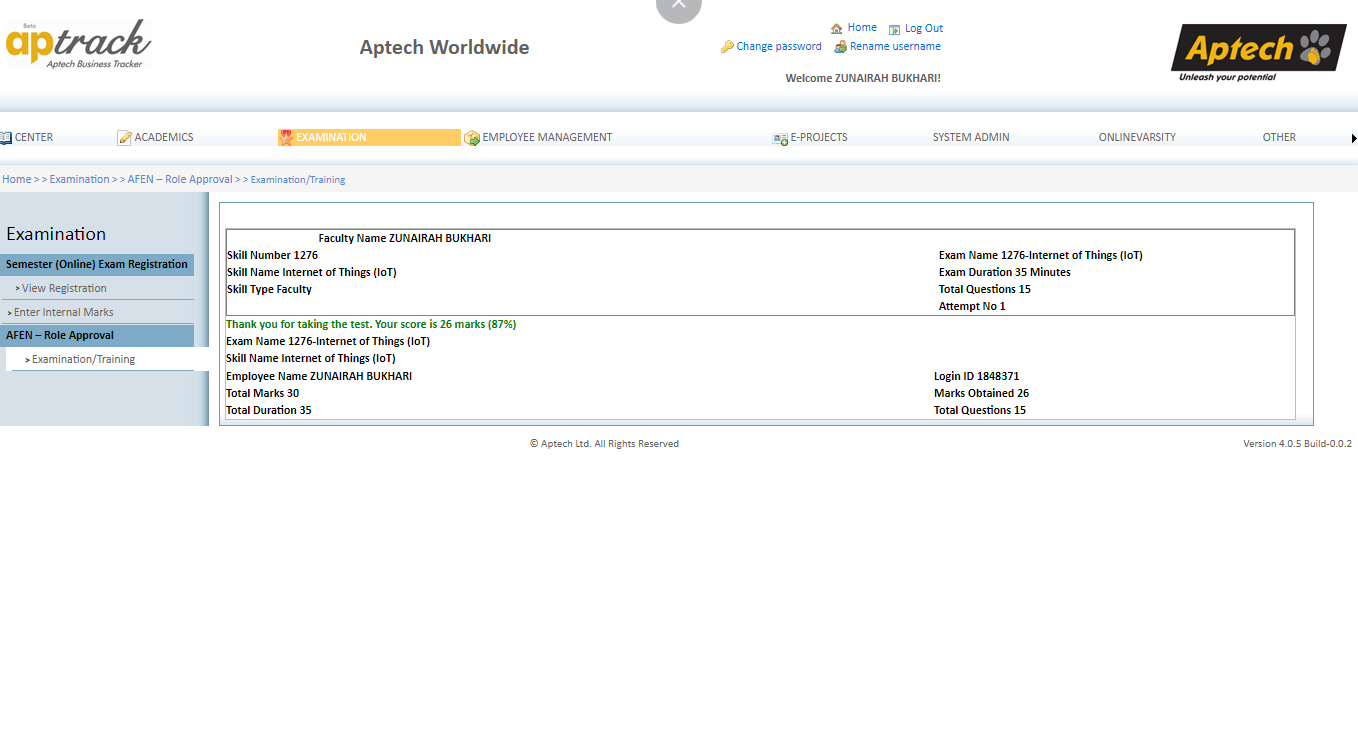 Beta
aptrack
Aptech Business Tracker
Aptech Worldwide
Home Log Out
Change password Rename username
Welcome ZUNAIRAH BUKHARI!
Aptech
Unleash your potential
CENTER ACADEMICS EXAMINATION EMPLOYEE MANAGEMENT E-PROJECTS SYSTEM ADMIN ONLINEVARSITY OTHER
Home > > Examination > > AFEN – Role Approval > > Examination/Training
Examination
Semester (Online) Exam Registration
> View Registration
> Enter Internal Marks
AFEN – Role Approval
> Examination/Training
Faculty Name ZUNAIRAH BUKHARI
Skill Number 1276 Exam Name 1276-Internet of Things (IoT)
Skill Name Internet of Things (IoT) Exam Duration 35 Minutes
Skill Type Faculty Total Questions 15
Attempt No 1
Thank you for taking the test. Your score is 26 marks (87%)
Exam Name 1276-Internet of Things (IoT)
Skill Name Internet of Things (IoT)
Employee Name ZUNAIRAH BUKHARI Login ID 1848371
Total Marks 30 Marks Obtained 26
Total Duration 35 Total Questions 15
© Aptech Ltd. All Rights Reserved Version 4.0.5 Build-0.0.2